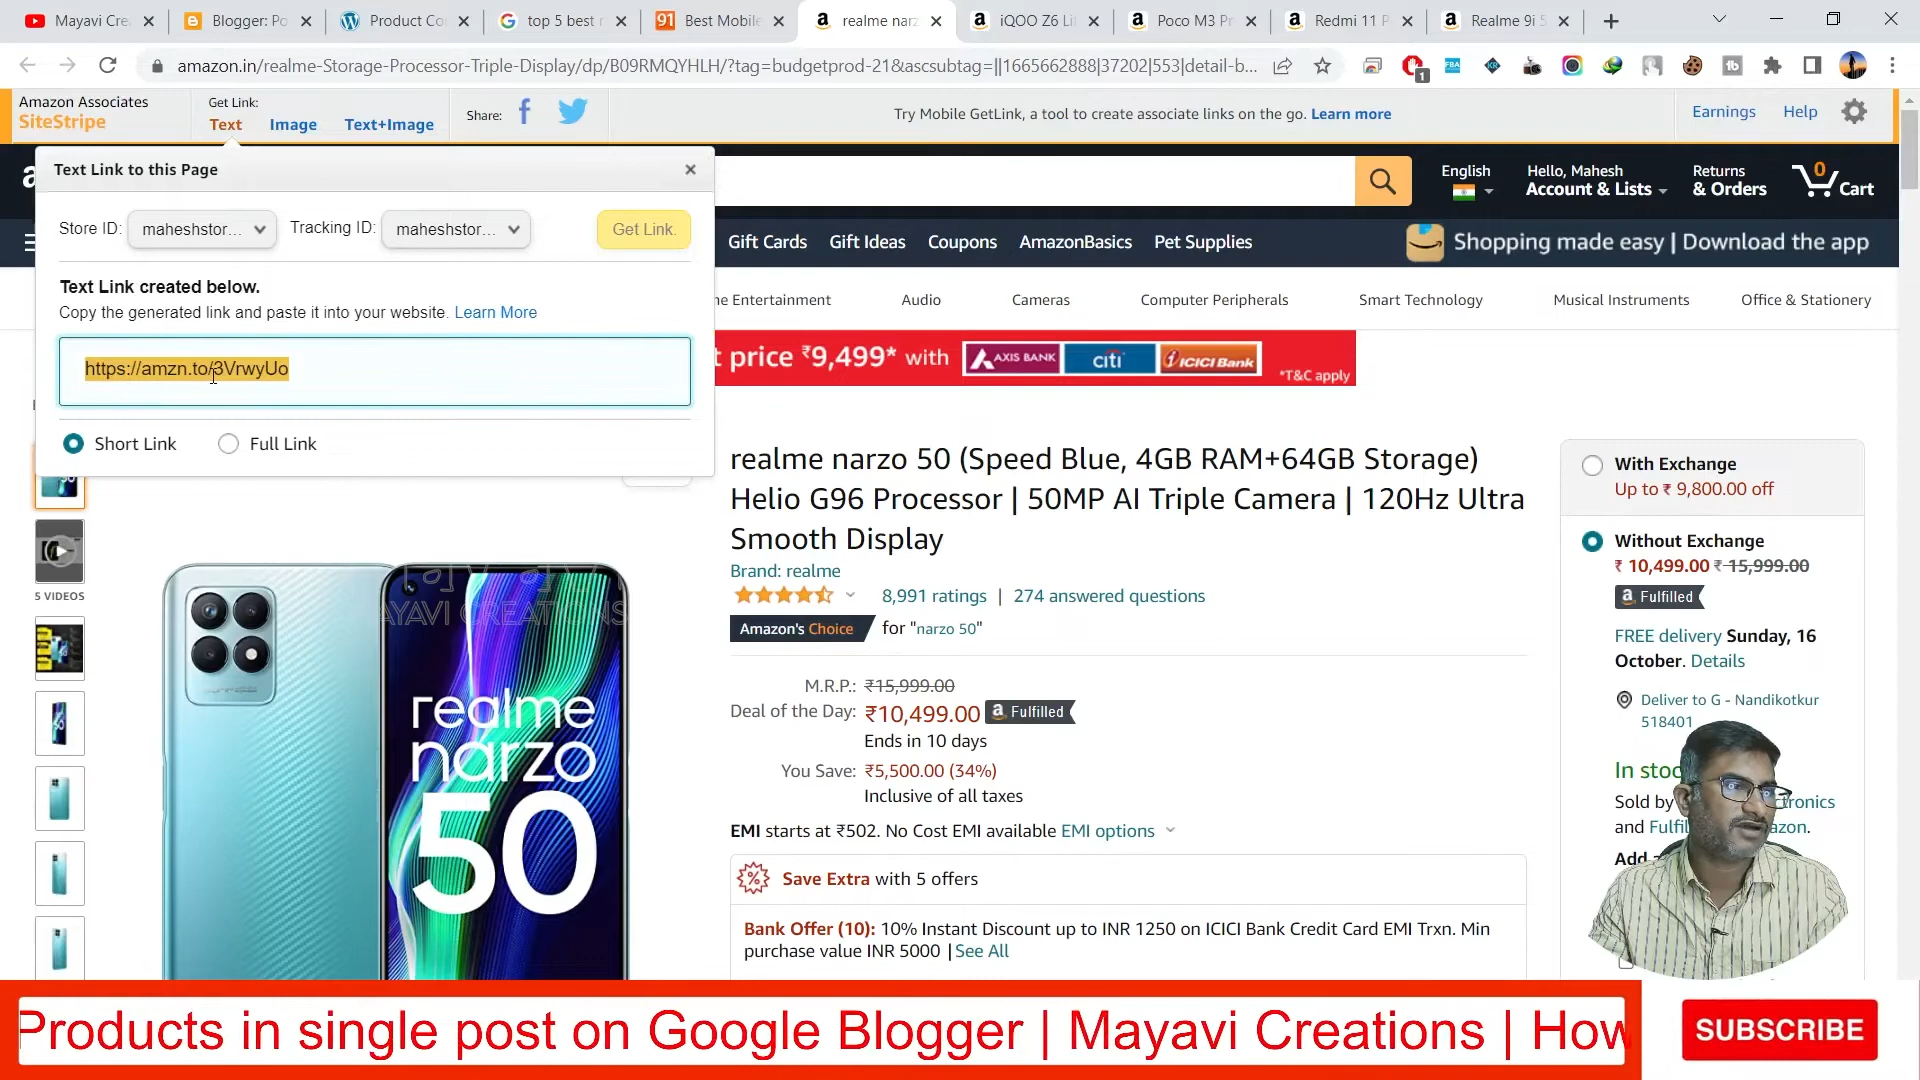 Mayavi Cre
Blogger: Po
Product Co
top 5 best
Best Mobile
realme narz
iQOO Z6 Li
Poco M3 Pr
Redmi 11 P
Realme 9i 5
amazon.in/realme-Storage-Processor-Triple-Display/dp/B09RMQYHLH/?tag=budgetprod-21&ascsubtag=||1665662888|37202|553|detail-b...
Amazon Associates
SiteStripe
Get Link:
Text
Image
Text+Image
Share:
Try Mobile GetLink, a tool to create associate links on the go. Learn more
Earnings
Help
Text Link to this Page
Store ID: maheshstor...
Tracking ID: maheshstor...
Get Link.
Text Link created below.
Copy the generated link and paste it into your website. Learn More
https://amzn.to/3VrwyUo
Short Link
Full Link
English
Hello, Mahesh
Account & Lists
Returns
& Orders
0
Cart
Gift Cards
Gift Ideas
Coupons
AmazonBasics
Pet Supplies
Shopping made easy | Download the app
Entertainment
Audio
Cameras
Computer Peripherals
Smart Technology
Musical Instruments
Office & Stationery
price ₹9,499* with
AXIS BANK
citi
ICICI Bank
*T&C apply
realme narzo 50 (Speed Blue, 4GB RAM+64GB Storage)
Helio G96 Processor | 50MP AI Triple Camera | 120Hz Ultra
Smooth Display
Brand: realme
8,991 ratings | 274 answered questions
Amazon's Choice for "narzo 50"
M.R.P.: ₹15,999.00
Deal of the Day: ₹10,499.00 Fulfilled
Ends in 10 days
You Save: ₹5,500.00 (34%)
Inclusive of all taxes
EMI starts at ₹502. No Cost EMI available EMI options
Save Extra with 5 offers
Bank Offer (10): 10% Instant Discount up to INR 1250 on ICICI Bank Credit Card EMI Trxn. Min
purchase value INR 5000 | See All
5 VIDEOS
realme
narzo
50
With Exchange
Up to ₹ 9,800.00 off
Without Exchange
₹ 10,499.00 ₹ 15,999.00
Fulfilled
FREE delivery Sunday, 16
October. Details
Deliver to G - Nandikotkur
518401
In stoc
Sold by ctronics
and Fulfil azon.
Add
Products in single post on Google Blogger | Mayavi Creations | How
SUBSCRIBE